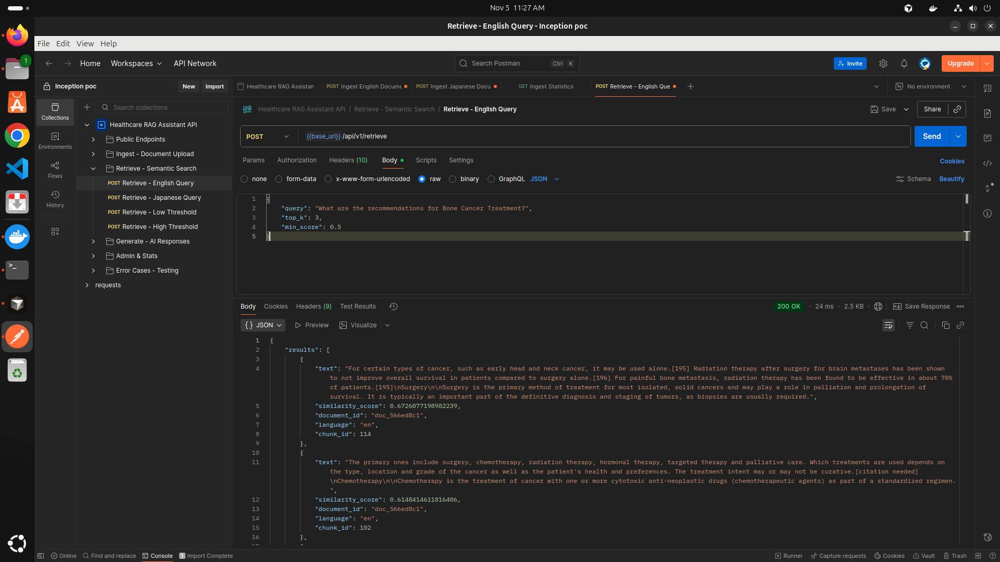 Nov 5 11:27 AM
Retrieve - English Query - Inception poc
File Edit View Help
1
Home Workspaces API Network
Search Postman Ctrl K
Invite
Upgrade
Inception poc New Import
Healthcare RAG Assistan
POST Ingest English Docume
POST Ingest Japanese Docu
GET Ingest Statistics
POST Retrieve - English Que
No environment
Collections
Environments
Flows
History
Search collections
Healthcare RAG Assistant API
Public Endpoints
Ingest - Document Upload
Retrieve - Semantic Search
POST Retrieve - English Query
POST Retrieve - Japanese Query
POST Retrieve - Low Threshold
POST Retrieve - High Threshold
Generate - AI Responses
Admin & Stats
Error Cases - Testing
requests
HTTP Healthcare RAG Assistant API / Retrieve - Semantic Search / Retrieve - English Query
Save Share
POST {{base_url}} /api/v1/retrieve
Send
Params Authorization Headers (10) Body Scripts Settings
Cookies
none form-data x-www-form-urlencoded raw binary GraphQL JSON
Schema Beautify
1 {
2 "query": "What are the recommendations for Bone Cancer Treatment?",
3 "top_k": 3,
4 "min_score": 0.5
5 }
Body Cookies Headers (9) Test Results
200 OK 24 ms 2.5 KB e.g. Save Response
{} JSON Preview Visualize
1 {
2 "results": [
3 {
4 "text": "For certain types of cancer, such as early head and neck cancer, it may be used alone.[195] Radiation therapy after surgery for brain metastases has been shown
to not improve overall survival in patients compared to surgery alone.[196] For painful bone metastasis, radiation therapy has been found to be effective in about 70%
of patients.[195]\nSurgery\n\nSurgery is the primary method of treatment for most isolated, solid cancers and may play a role in palliation and prolongation of
survival. It is typically an important part of the definitive diagnosis and staging of tumors, as biopsies are usually required.",
5 "similarity_score": 0.6726077198982239,
6 "document_id": "doc_566ed8c1",
7 "language": "en",
8 "chunk_id": 114
9 },
10 {
11 "text": "The primary ones include surgery, chemotherapy, radiation therapy, hormonal therapy, targeted therapy and palliative care. Which treatments are used depends on
the type, location and grade of the cancer as well as the patient's health and preferences. The treatment intent may or may not be curative.[citation needed]
\nChemotherapy\n\nChemotherapy is the treatment of cancer with one or more cytotoxic anti-neoplastic drugs (chemotherapeutic agents) as part of a standardized regimen.
",
12 "similarity_score": 0.6148414611816406,
13 "document_id": "doc_566ed8c1",
14 "language": "en",
15 "chunk_id": 102
16 },
Online Find and replace Console 1 Import Complete
Runner Capture requests Cookies Vault Trash